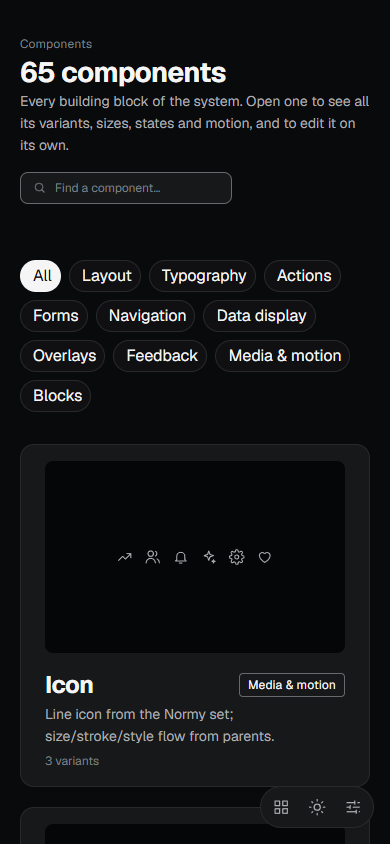 Components
65 components
Every building block of the system. Open one to see all
its variants, sizes, states and motion, and to edit it on
its own.
Find a component...
All Layout Typography Actions
Forms Navigation Data display
Overlays Feedback Media & motion
Blocks
Icon Media & motion
Line icon from the Normy set;
size/stroke/style flow from parents.
3 variants